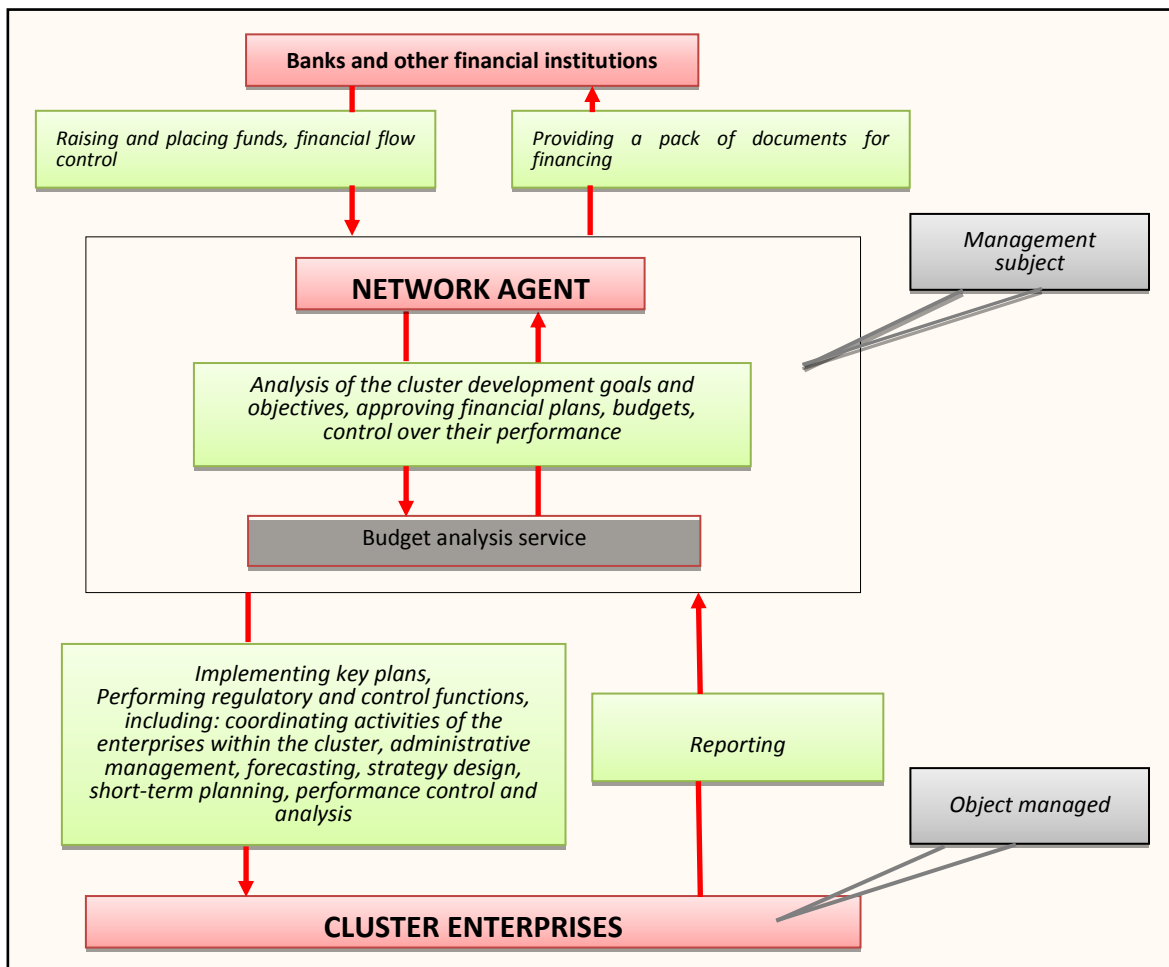 Banks and other financial institutions
Raising and placing funds, financial flow
control
Providing a pack of documents for
financing
Management
subject
NETWORK AGENT
Analysis of the cluster development goals and
objectives, approving financial plans, budgets,
control over their performance
Budget analysis service
Implementing key plans,
Performing regulatory and control functions,
including: coordinating activities of the
enterprises within the cluster, administrative
management, forecasting, strategy design,
short-term planning, performance control and
analysis
Reporting
Object managed
CLUSTER ENTERPRISES